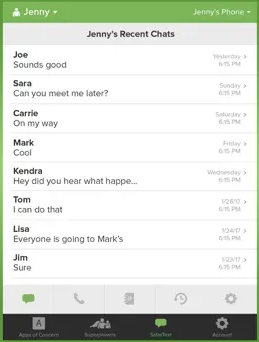 Jenny
Jenny's Phone
Jenny's Recent Chats
Joe
Yesterday >
Sounds good
6:15 PM
Sara
Sunday >
Can you meet me later?
6:15 PM
Carrie
Saturday >
On my way
6:15 PM
Mark
Friday >
Cool
6:15 PM
Kendra
Wednesday >
Hey did you hear what happe...
6:15 PM
Tom
1/26/17 >
I can do that
6:15 PM
Lisa
1/24/17 >
Everyone is going to Mark's
6:15 PM
Jim
1/23/17 >
Sure
6:15 PM
Apps of Concern
SafeText
Account